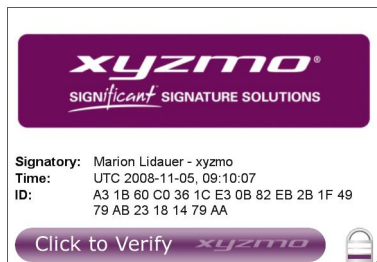 xyzmo®
SIGNificant SIGNATURE SOLUTIONS
Signatory: Marion Lidauer - xyzmo
Time: UTC 2008-11-05, 09:10:07
ID: A3 1B 60 C0 36 1C E3 0B 82 EB 2B 1F 49
79 AB 23 18 14 79 AA
Click to Verify xyzmo